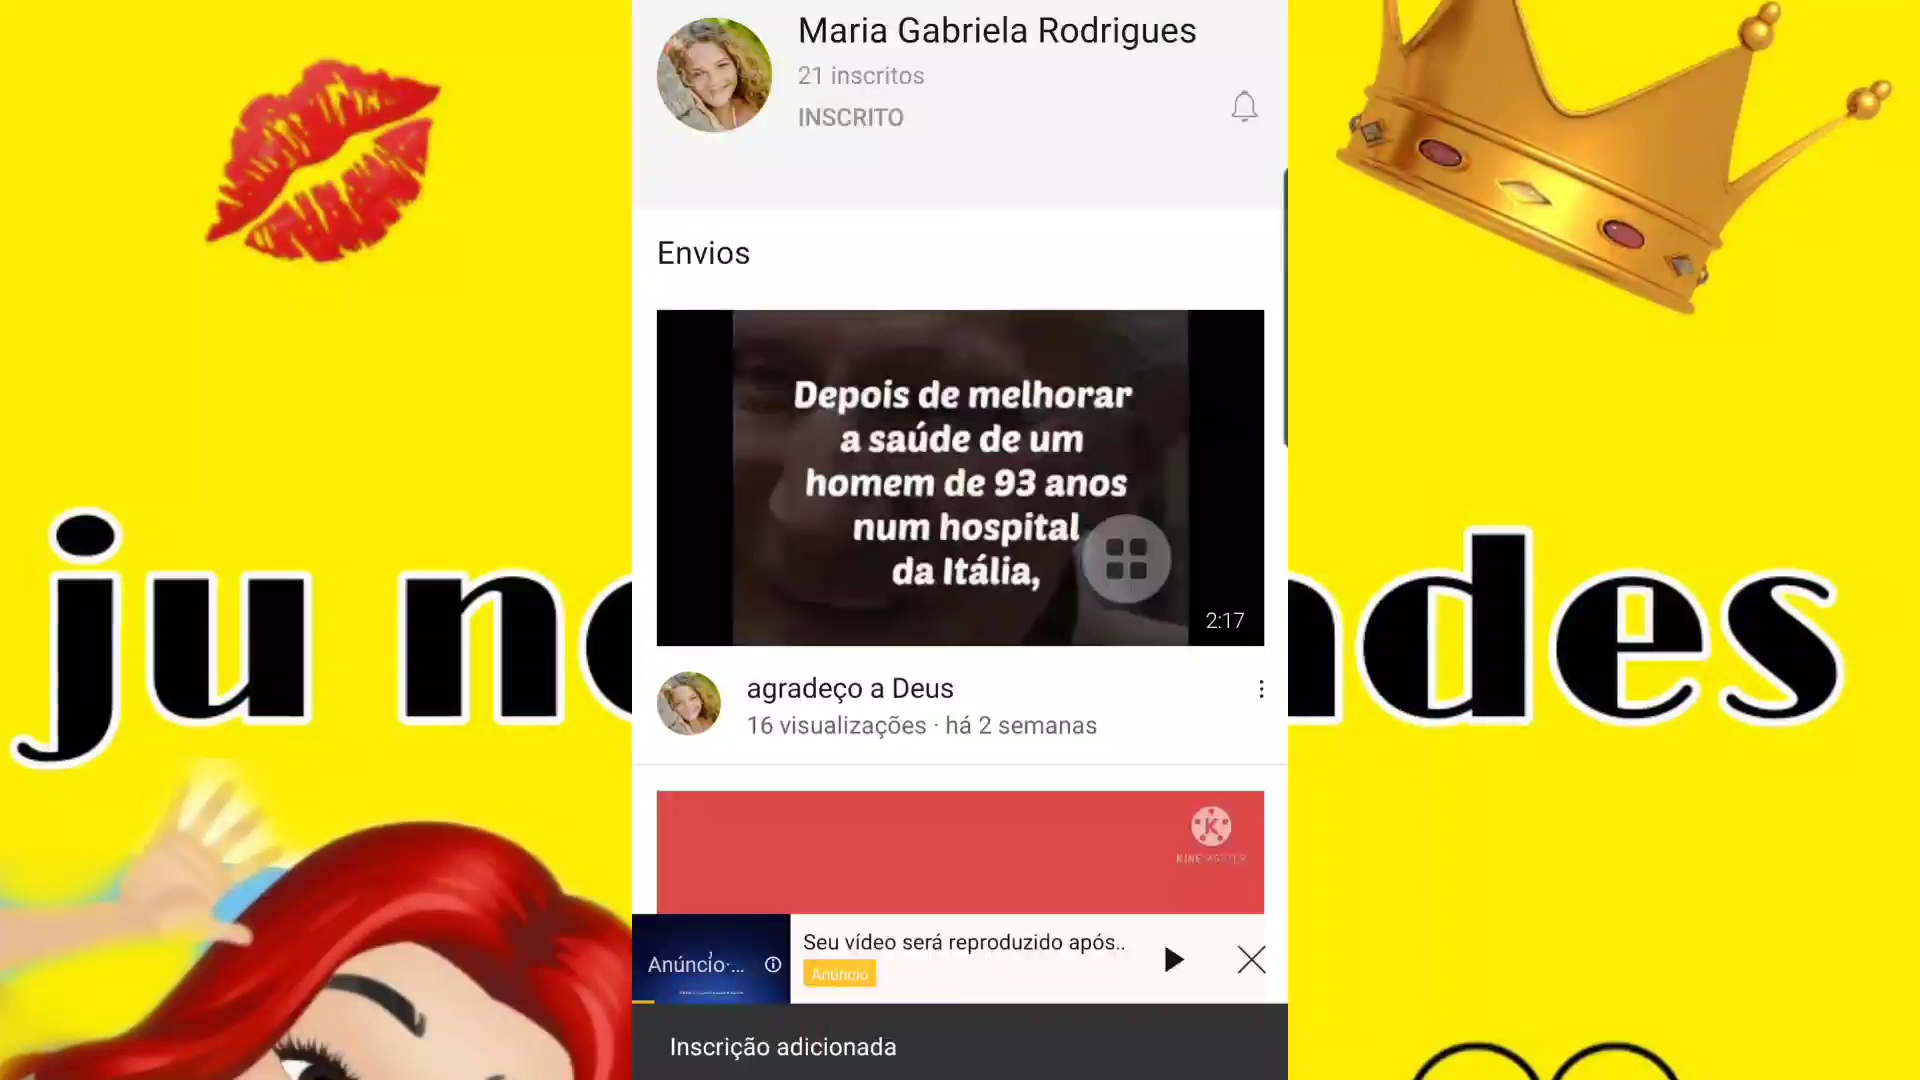 Maria Gabriela Rodrigues
21 inscritos
INSCRITO
Envios
Depois de melhorar
a saúde de um
homem de 93 anos
num hospital
da Itália,
2:17
agradeço a Deus
16 visualizações · há 2 semanas
ju
des
KINEMASTER
Seu vídeo será reproduzido após..
Anúncio·...
Anúncio
Inscrição adicionada